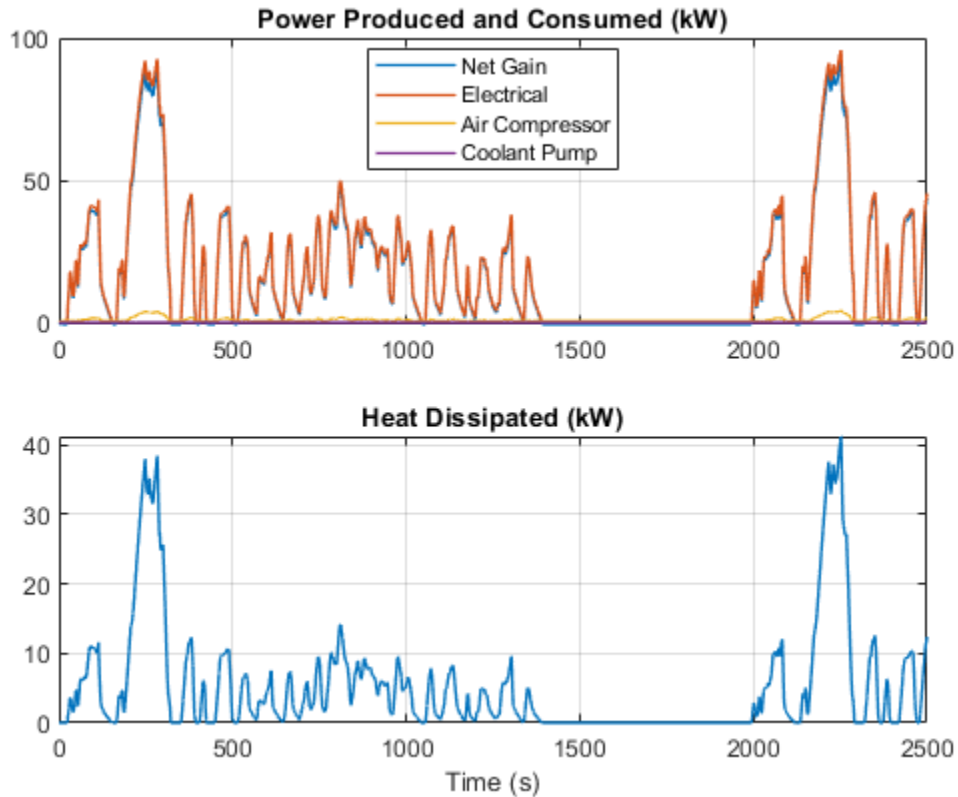 Power Produced and Consumed (kW)
100
50
0
Net Gain
Electrical
Air Compressor
Coolant Pump
0 500 1000 1500 2000 2500
Heat Dissipated (kW)
40
30
20
10
0
0 500 1000 1500 2000 2500
Time (s)